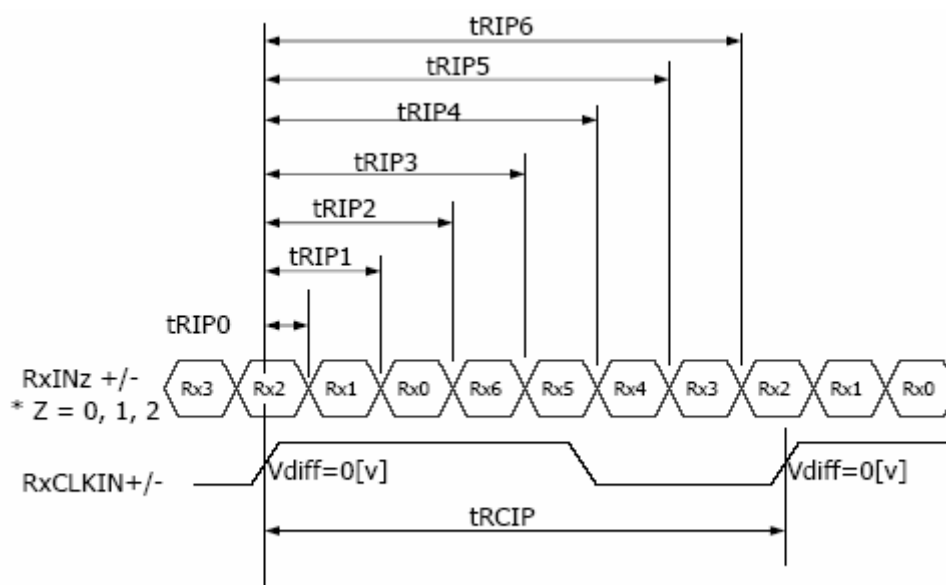 tRIP6
tRIP5
tRIP4
tRIP3
tRIP2
tRIP1
tRIP0
RxINz +/-
* Z = 0, 1, 2
Rx3 Rx2 Rx1 Rx0 Rx6 Rx5 Rx4 Rx3 Rx2 Rx1 Rx0
RxCLKIN+/-
Vdiff=0[v] Vdiff=0[v]
tRCIP